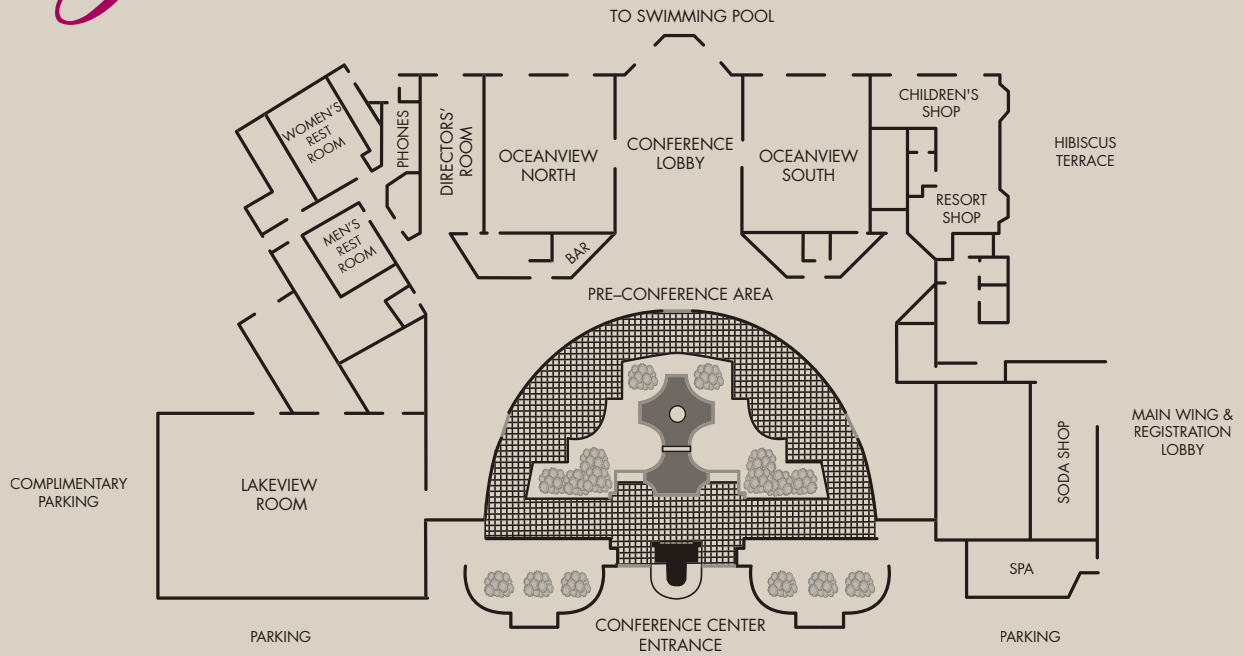 TO SWIMMING POOL
WOMEN'S
REST
ROOM
PHONES
DIRECTORS'
ROOM
OCEANVIEW
NORTH
CONFERENCE
LOBBY
OCEANVIEW
SOUTH
CHILDREN'S
SHOP
HIBISCUS
TERRACE
RESORT
SHOP
MEN'S
REST
ROOM
BAR
PRE–CONFERENCE AREA
COMPLIMENTARY
PARKING
LAKEVIEW
ROOM
SODA SHOP
MAIN WING &
REGISTRATION
LOBBY
SPA
PARKING
CONFERENCE CENTER
ENTRANCE
PARKING